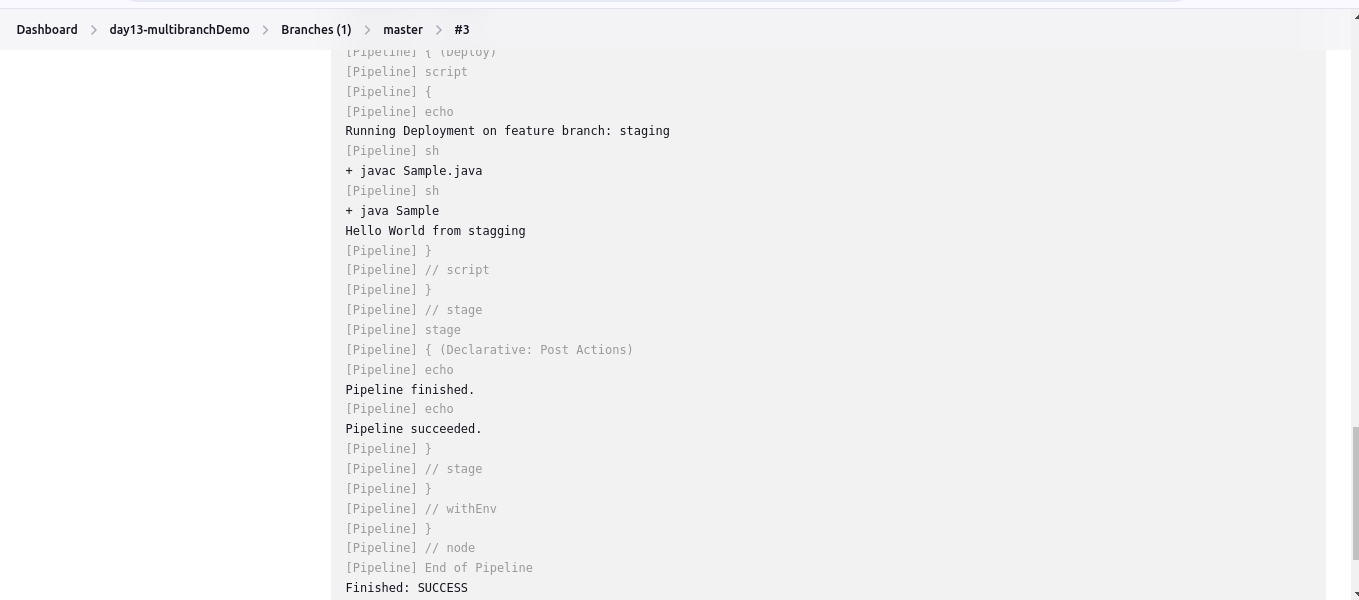 Dashboard > day13-multibranchDemo > Branches (1) > master > #3
[Pipeline] { (Deploy)
[Pipeline] script
[Pipeline] {
[Pipeline] echo
Running Deployment on feature branch: staging
[Pipeline] sh
+ javac Sample.java
[Pipeline] sh
+ java Sample
Hello World from stagging
[Pipeline] }
[Pipeline] // script
[Pipeline] }
[Pipeline] // stage
[Pipeline] stage
[Pipeline] { (Declarative: Post Actions)
[Pipeline] echo
Pipeline finished.
[Pipeline] echo
Pipeline succeeded.
[Pipeline] }
[Pipeline] // stage
[Pipeline] }
[Pipeline] // withEnv
[Pipeline] }
[Pipeline] // node
[Pipeline] End of Pipeline
Finished: SUCCESS